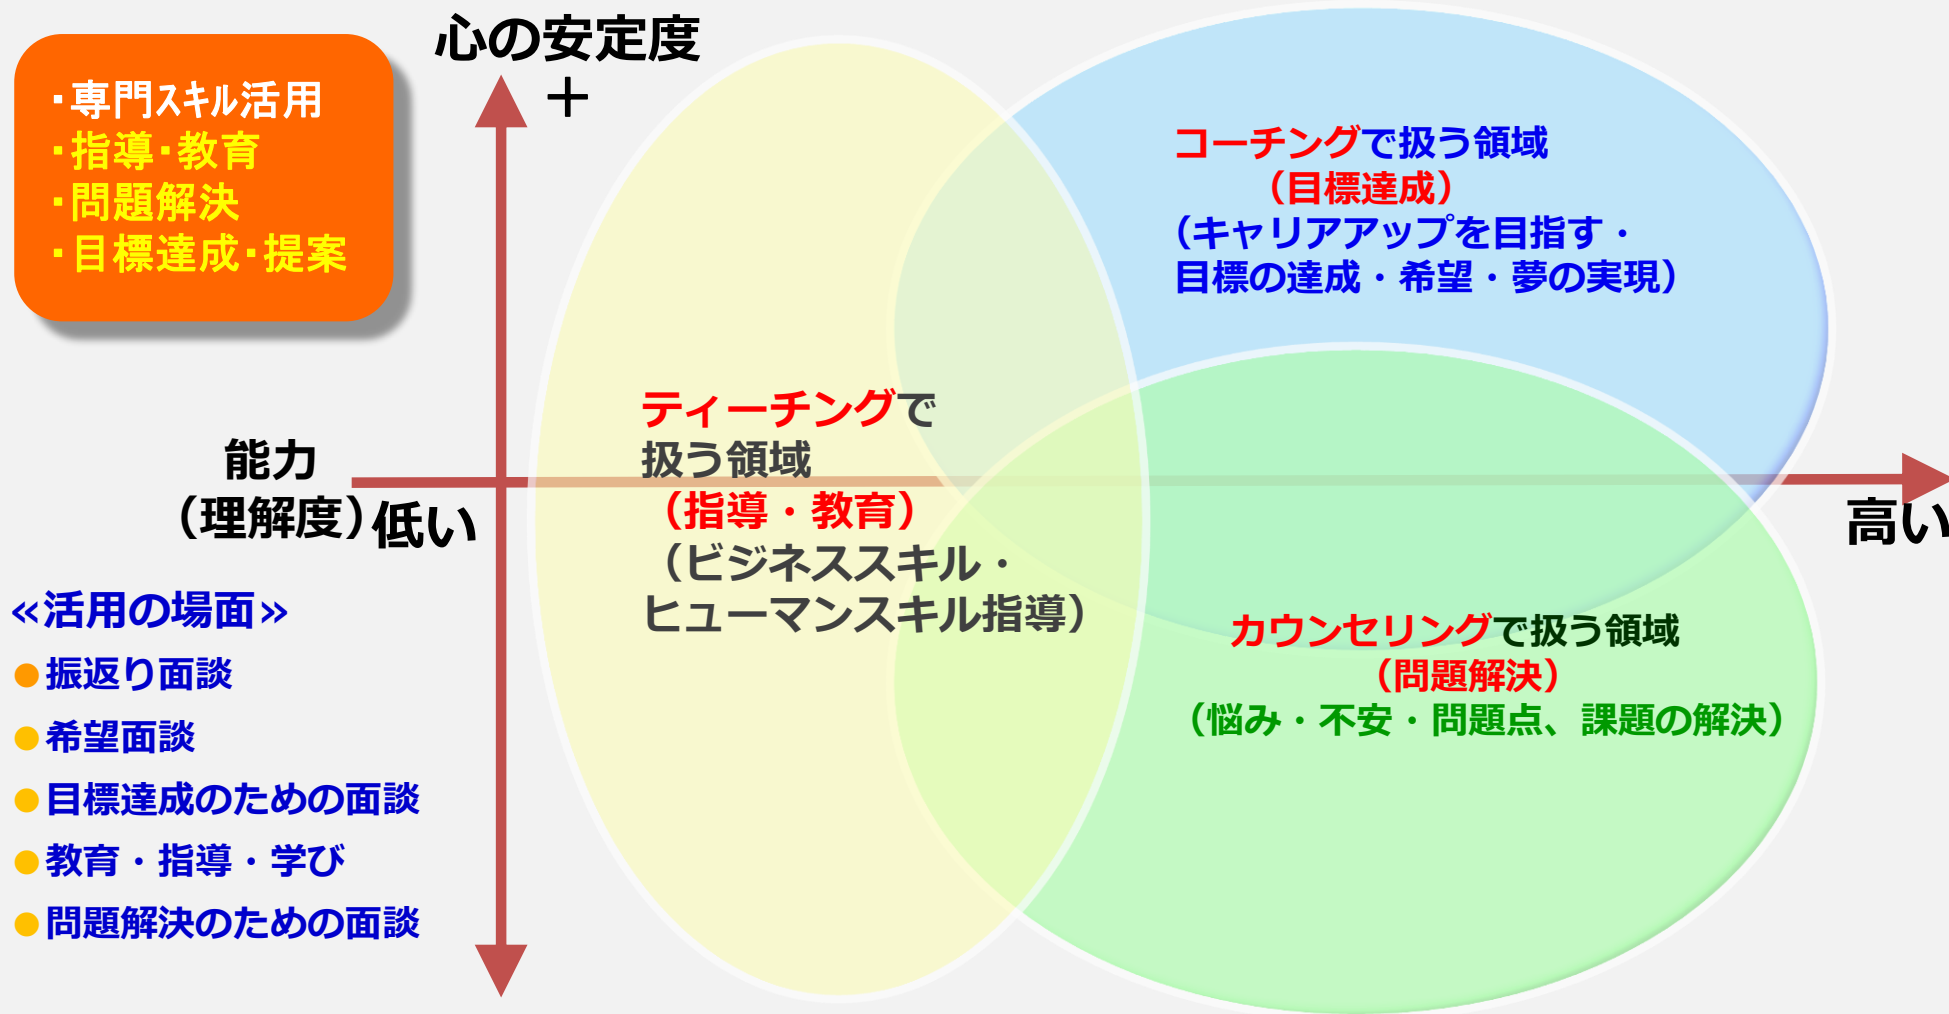 心の安定度
＋
・専門スキル活用
・指導・教育
・問題解決
・目標達成・提案
コーチングで扱う領域
（目標達成）
（キャリアアップを目指す・
目標の達成・希望・夢の実現）
ティーチングで
扱う領域
（指導・教育）
（ビジネススキル・
ヒューマンスキル指導）
能力
（理解度）
低い
高い
カウンセリングで扱う領域
（問題解決）
（悩み・不安・問題点、課題の解決）
≪活用の場面≫
●振返り面談
●希望面談
●目標達成のための面談
●教育・指導・学び
●問題解決のための面談